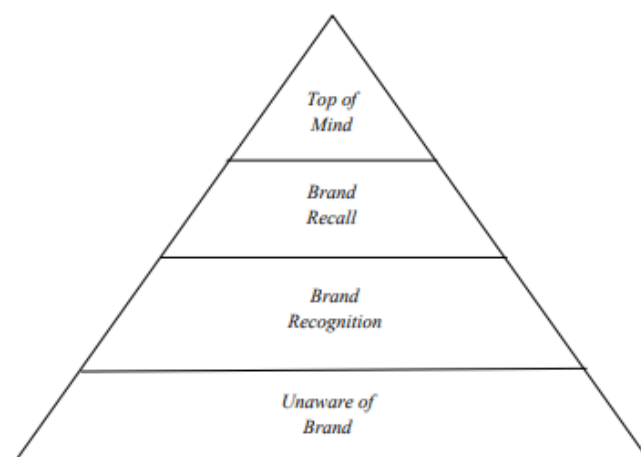 Top of
Mind
Brand
Recall
Brand
Recognition
Unaware of
Brand